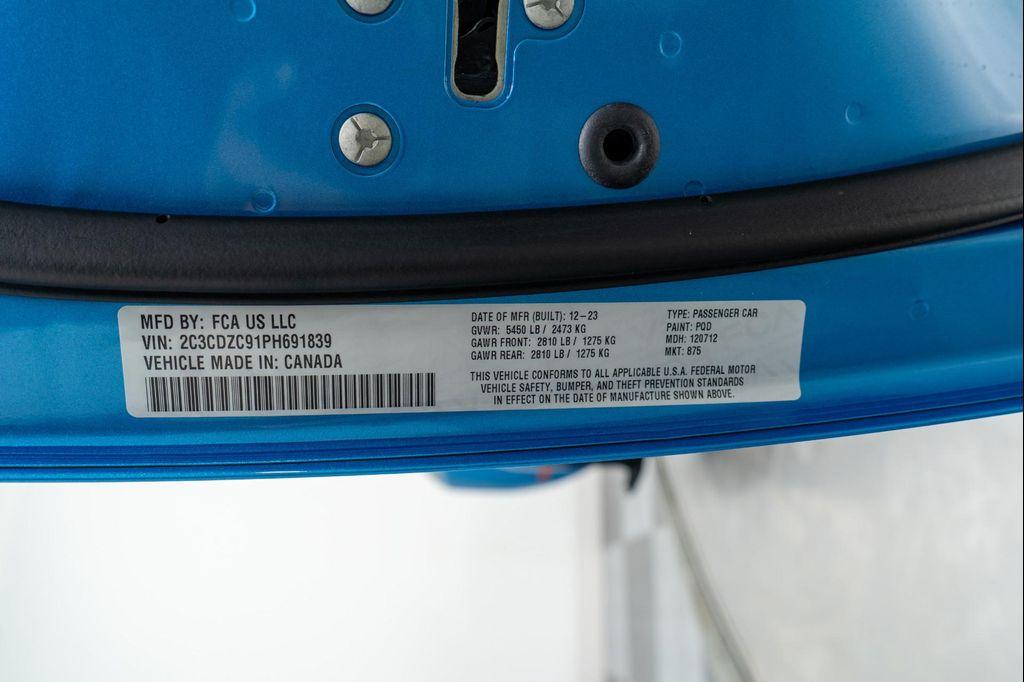 MFD BY: FCA US LLC
VIN: 2C3CDZC91PH691839
VEHICLE MADE IN: CANADA
DATE OF MFR (BUILT): 12-23
GVWR: 5450 LB / 2473 KG
GAWR FRONT: 2810 LB / 1275 KG
GAWR REAR: 2810 LB / 1275 KG
TYPE: PASSENGER CAR
PAINT: PQD
MDH: 120712
MKT: 875
THIS VEHICLE CONFORMS TO ALL APPLICABLE U.S.A. FEDERAL MOTOR
VEHICLE SAFETY, BUMPER, AND THEFT PREVENTION STANDARDS
IN EFFECT ON THE DATE OF MANUFACTURE SHOWN ABOVE.